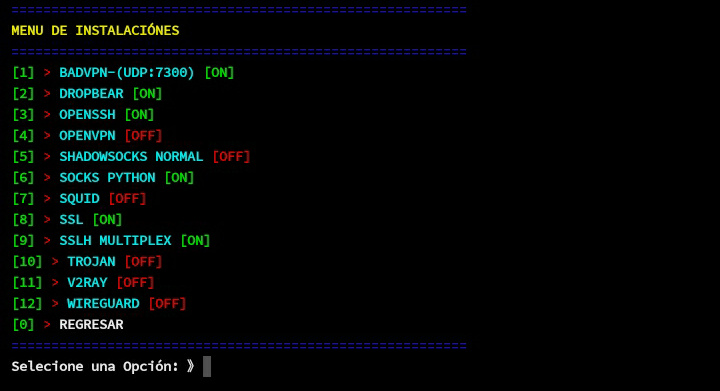 =========================================================
MENU DE INSTALACIÓNES
=========================================================
[1] > BADVPN-(UDP:7300) [ON]
[2] > DROPBEAR [ON]
[3] > OPENSSH [ON]
[4] > OPENVPN [OFF]
[5] > SHADOWSOCKS NORMAL [OFF]
[6] > SOCKS PYTHON [ON]
[7] > SQUID [OFF]
[8] > SSL [ON]
[9] > SSLH MULTIPLEX [ON]
[10] > TROJAN [OFF]
[11] > V2RAY [OFF]
[12] > WIREGUARD [OFF]
[0] > REGRESAR
=========================================================
Selecione una Opción: 》